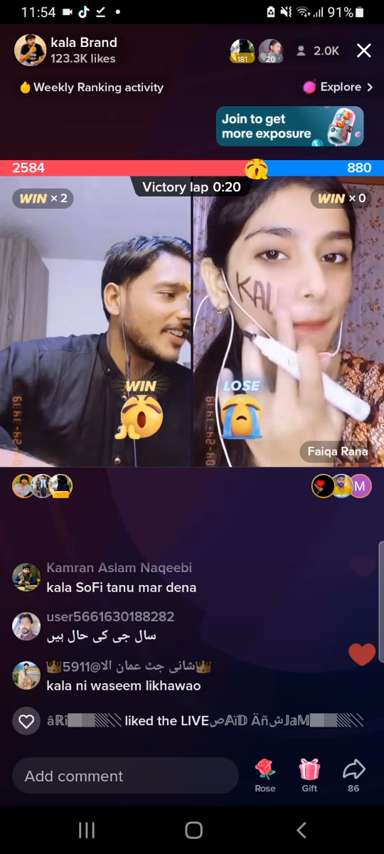 11:54
91%
kala Brand
123.3K likes
181
20
2.0K
Weekly Ranking activity
Explore
Join to get
more exposure
2584
880
Victory lap 0:20
WIN × 2
WIN × 0
KAL
WIN
LOSE
Faiqa Rana
M
Kamran Aslam Naqeebi
kala SoFi tanu mar dena
user5661630188282
سال جی کی حال ہیں
شانی جٹ عمان الا@5911
kala ni waseem likhawao
liked the LIVE
Add comment
Rose
Gift
86